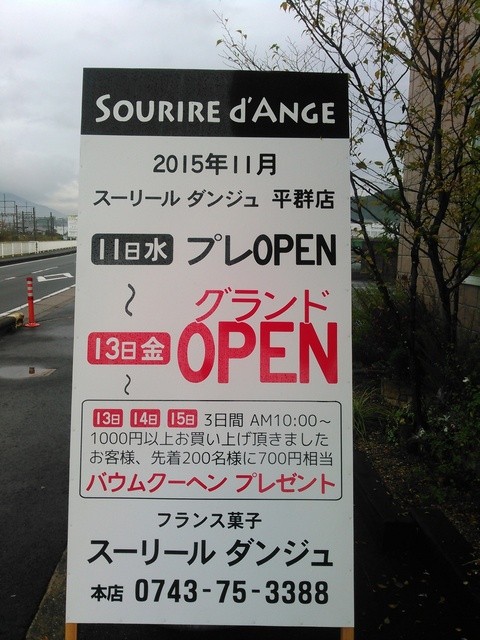 SOURIRE d'ANGE
2015年11月
スーリール ダンジュ 平群店
11日水 プレOPEN
〜
グランド
13日金 OPEN
〜
13日 14日 15日 3日間 AM10:00〜
1000円以上お買い上げ頂きました
お客様、先着200名様に700円相当
バウムクーヘン プレゼント
フランス菓子
スーリール ダンジュ
本店 0743-75-3388